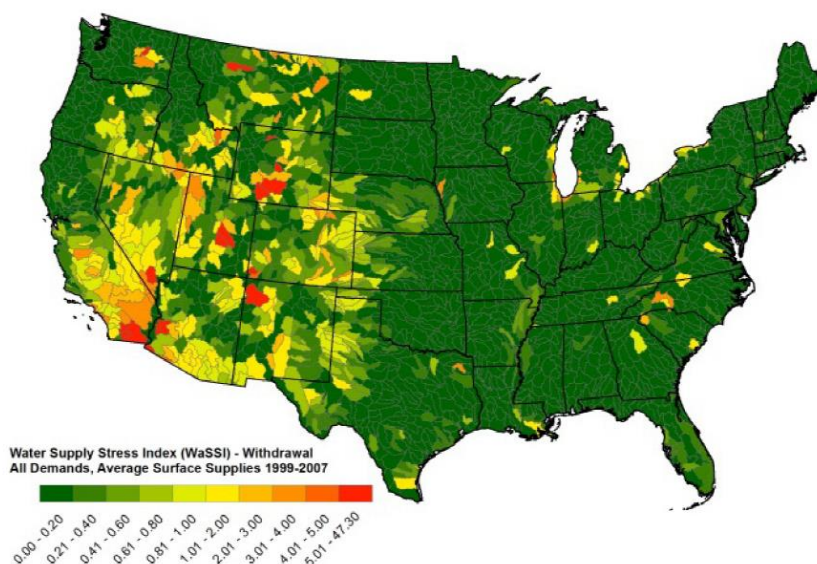 Water Supply Stress Index (WaSSI) - Withdrawal
All Demands, Average Surface Supplies 1999-2007
0.00 - 0.20
0.21 - 0.40
0.41 - 0.60
0.61 - 0.80
0.81 - 1.00
1.01 - 2.00
2.01 - 3.00
3.01 - 4.00
4.01 - 5.00
5.01 - 47.30